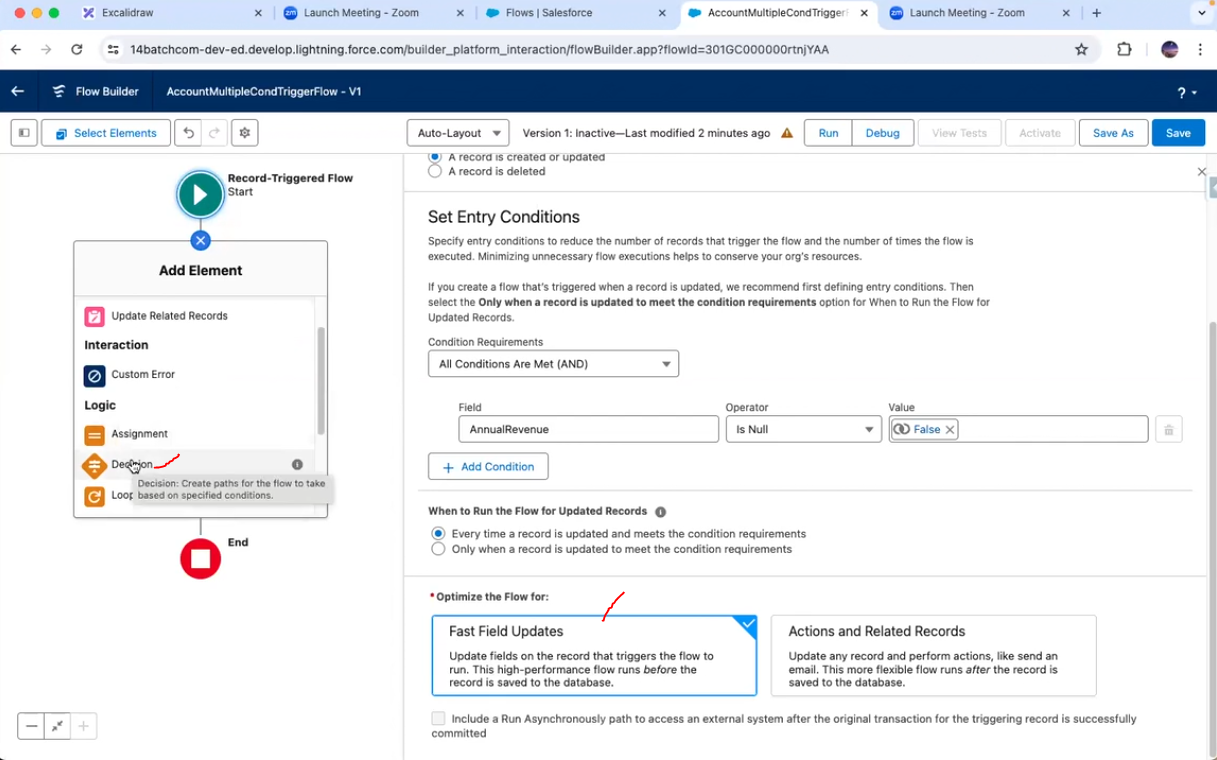 Excalidraw
Launch Meeting - Zoom
Flows | Salesforce
AccountMultipleCondTriggerF
Launch Meeting - Zoom
14batchcom-dev-ed.develop.lightning.force.com/builder_platform_interaction/flowBuilder.app?flowId=301GC000000rtnjYAA
Flow Builder
AccountMultipleCondTriggerFlow - V1
?
Select Elements
Auto-Layout
Version 1: Inactive—Last modified 2 minutes ago
Run
Debug
View Tests
Activate
Save As
Save
Record-Triggered Flow
Start
Add Element
Update Related Records
Interaction
Custom Error
Logic
Assignment
Decision
Decision: Create paths for the flow to take
based on specified conditions.
Loop
End
A record is created or updated
A record is deleted
Set Entry Conditions
Specify entry conditions to reduce the number of records that trigger the flow and the number of times the flow is
executed. Minimizing unnecessary flow executions helps to conserve your org's resources.
If you create a flow that's triggered when a record is updated, we recommend first defining entry conditions. Then
select the Only when a record is updated to meet the condition requirements option for When to Run the Flow for
Updated Records.
Condition Requirements
All Conditions Are Met (AND)
Field
Operator
Value
AnnualRevenue
Is Null
False
+ Add Condition
When to Run the Flow for Updated Records
Every time a record is updated and meets the condition requirements
Only when a record is updated to meet the condition requirements
*Optimize the Flow for:
Fast Field Updates
Update fields on the record that triggers the flow to
run. This high-performance flow runs before the
record is saved to the database.
Actions and Related Records
Update any record and perform actions, like send an
email. This more flexible flow runs after the record is
saved to the database.
Include a Run Asynchronously path to access an external system after the original transaction for the triggering record is successfully
committed